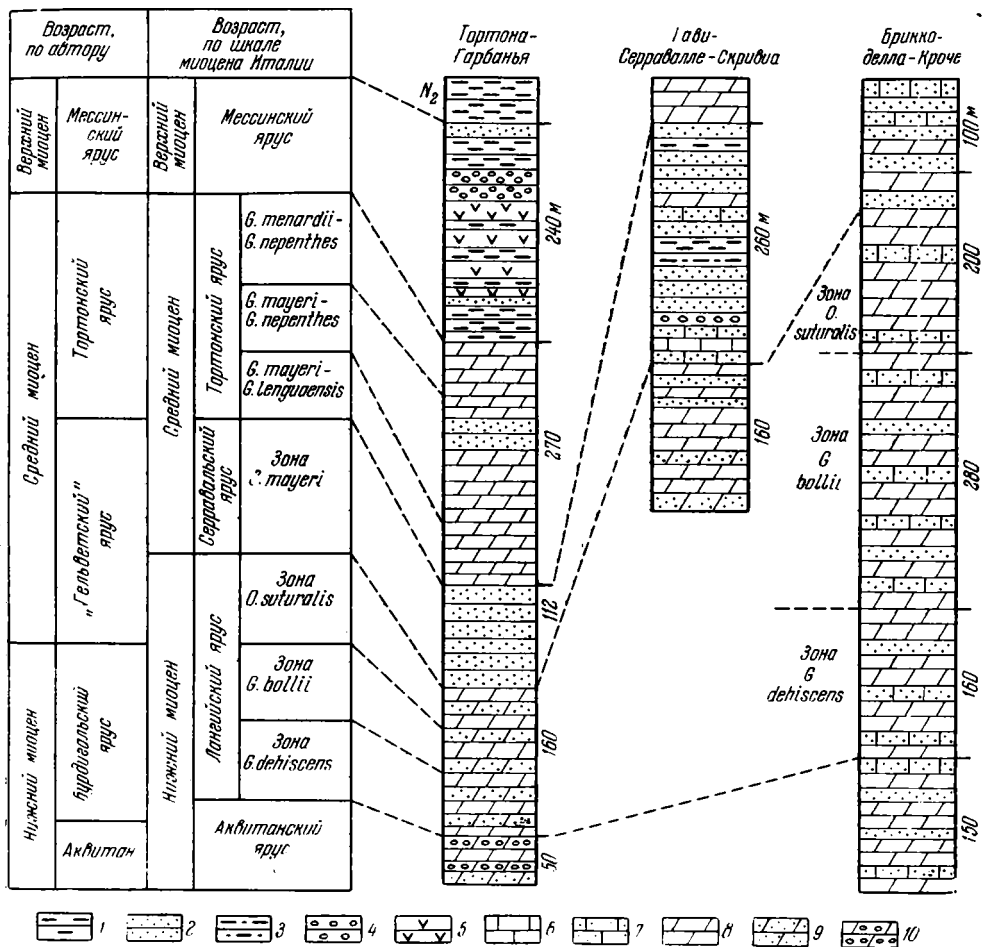 Возраст,
по автору
Возраст,
по шкале
миоцена Италии
Тортона-
Гарбанья
Гави-
Серравалле-Скривиа
Брикко-
делла-Кроче
Верхний
миоцен
Мессин-
ский
ярус
Верхний
миоцен
Мессинский
ярус
Средний миоцен
Тортонский
ярус
„Гельветский"
ярус
Средний миоцен
Тортонский ярус
G. menardii-
G. nepenthes
G. mayeri-
G. nepenthes
G. mayeri-
G. lenguaensis
Серравальский
ярус
Зона
G. mayeri
Нижний миоцен
Бурдигальский
ярус
Аквитан
Нижний миоцен
Лангийский ярус
Зона
O. suturalis
Зона
G. bollii
Зона
G. dehiscens
Аквитанский
ярус
N2
240 м
270
112
160
50
260 м
160
100 м
200
280
160
150
Зона
O.
suturalis
Зона
G
bollii
Зона
G
dehiscens
1
2
3
4
5
6
7
8
9
10